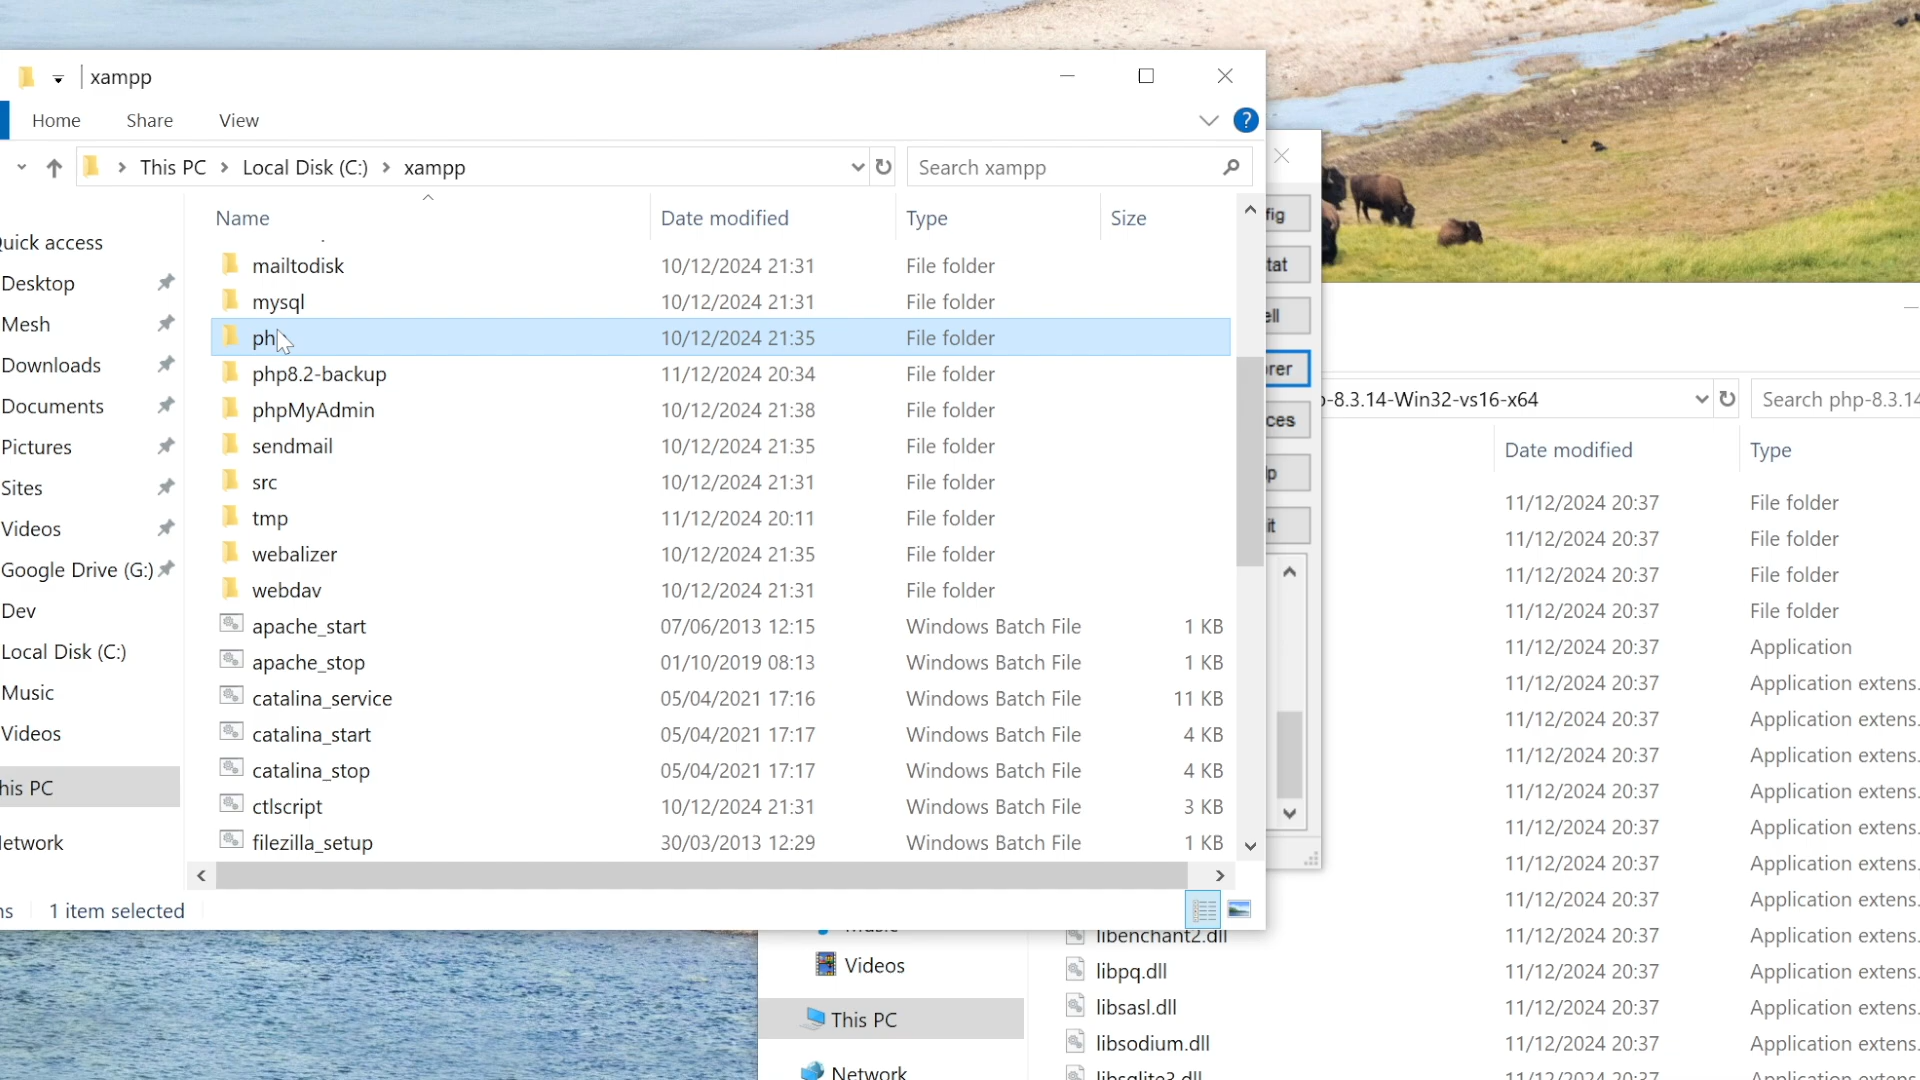 xampp
Home Share View
This PC > Local Disk (C:) > xampp
Search xampp
Name Date modified Type Size
uick access
Desktop
Mesh
Downloads
Documents
Pictures
Sites
Videos
Google Drive (G:)
Dev
Local Disk (C:)
Music
Videos
his PC
etwork
mailtodisk 10/12/2024 21:31 File folder
mysql 10/12/2024 21:31 File folder
ph 10/12/2024 21:35 File folder
php8.2-backup 11/12/2024 20:34 File folder
phpMyAdmin 10/12/2024 21:38 File folder
sendmail 10/12/2024 21:35 File folder
src 10/12/2024 21:31 File folder
tmp 11/12/2024 20:11 File folder
webalizer 10/12/2024 21:35 File folder
webdav 10/12/2024 21:31 File folder
apache_start 07/06/2013 12:15 Windows Batch File 1 KB
apache_stop 01/10/2019 08:13 Windows Batch File 1 KB
catalina_service 05/04/2021 17:16 Windows Batch File 11 KB
catalina_start 05/04/2021 17:17 Windows Batch File 4 KB
catalina_stop 05/04/2021 17:17 Windows Batch File 4 KB
ctlscript 10/12/2024 21:31 Windows Batch File 3 KB
filezilla_setup 30/03/2013 12:29 Windows Batch File 1 KB
ns 1 item selected
fig
tat
ell
rer
ces
p
it
-8.3.14-Win32-vs16-x64
Search php-8.3.14
Date modified Type
11/12/2024 20:37 File folder
11/12/2024 20:37 File folder
11/12/2024 20:37 File folder
11/12/2024 20:37 File folder
11/12/2024 20:37 Application
11/12/2024 20:37 Application extens
11/12/2024 20:37 Application extens
11/12/2024 20:37 Application extens
11/12/2024 20:37 Application extens
11/12/2024 20:37 Application extens
11/12/2024 20:37 Application extens
11/12/2024 20:37 Application extens
libenchant2.dll 11/12/2024 20:37 Application extens
libpq.dll 11/12/2024 20:37 Application extens
libsasl.dll 11/12/2024 20:37 Application extens
libsodium.dll 11/12/2024 20:37 Application extens
libsqlite3.dll 11/12/2024 20:37 Application extens
Music
Videos
This PC
Network